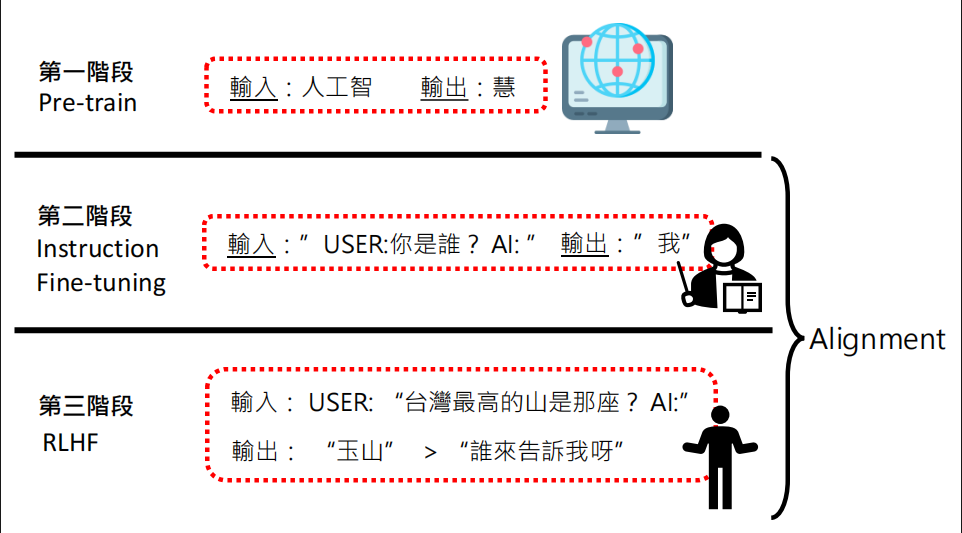 第一階段
Pre-train
輸入：人工智 輸出：慧
第二階段
Instruction
Fine-tuning
輸入：”USER:你是誰？AI:” 輸出：”我”
Alignment
第三階段
RLHF
輸入： USER: “台灣最高的山是那座？AI:”
輸出： “玉山” > “誰來告訴我呀”